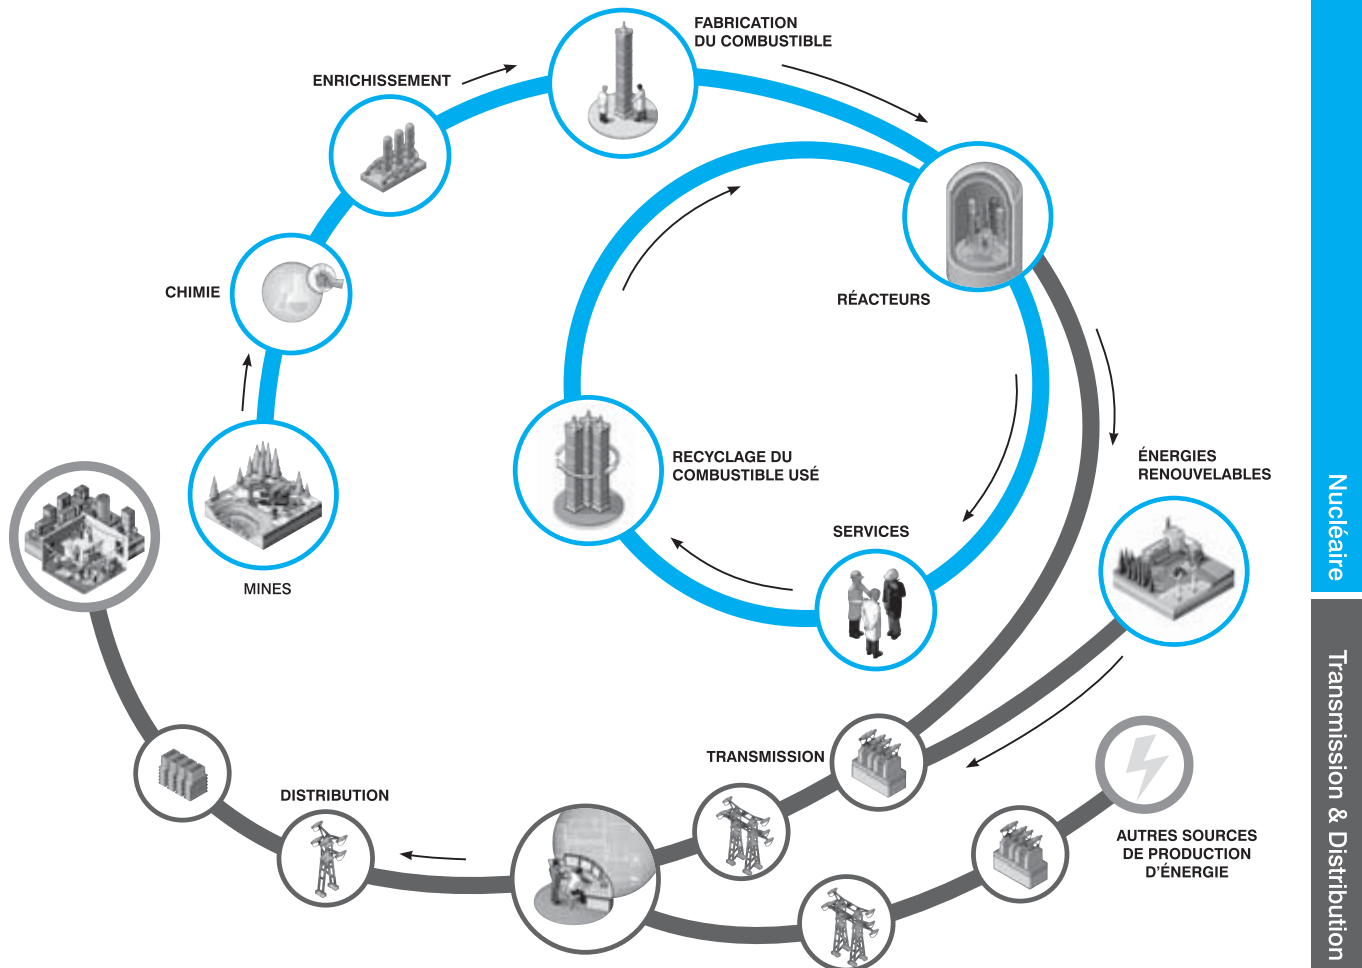 FABRICATION
DU COMBUSTIBLE
ENRICHISSEMENT
CHIMIE
RÉACTEURS
RECYCLAGE DU
COMBUSTIBLE USÉ
ÉNERGIES
RENOUVELABLES
SERVICES
MINES
TRANSMISSION
DISTRIBUTION
AUTRES SOURCES
DE PRODUCTION
D'ÉNERGIE
Nucléaire
Transmission & Distribution